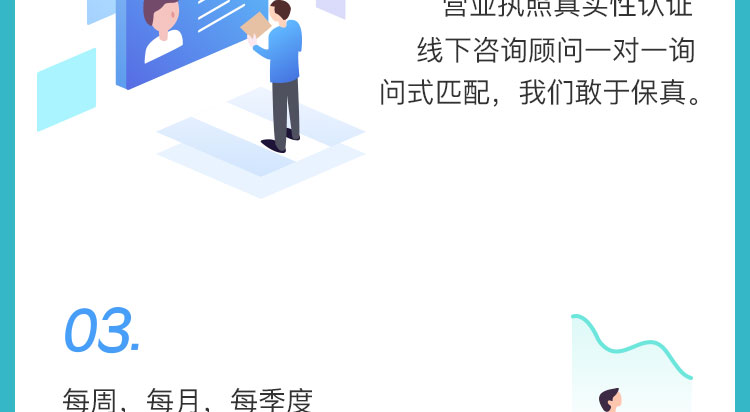 营业执照真实性认证
线下咨询顾问一对一询
问式匹配，我们敢于保真。
03.
每周，每月，每季度